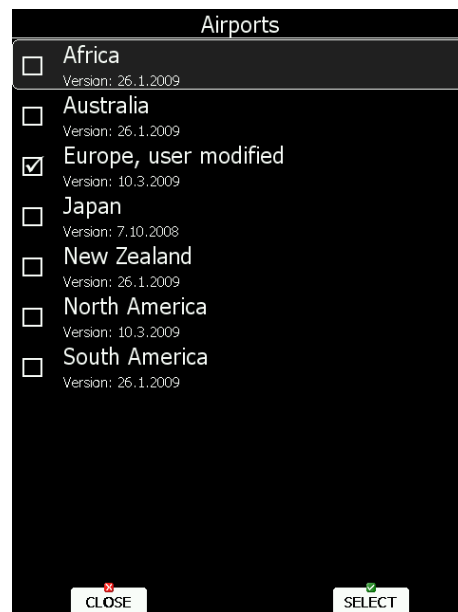 Airports
Africa
Version: 26.1.2009
Australia
Version: 26.1.2009
Europe, user modified
Version: 10.3.2009
Japan
Version: 7.10.2008
New Zealand
Version: 26.1.2009
North America
Version: 10.3.2009
South America
Version: 26.1.2009
CLOSE SELECT